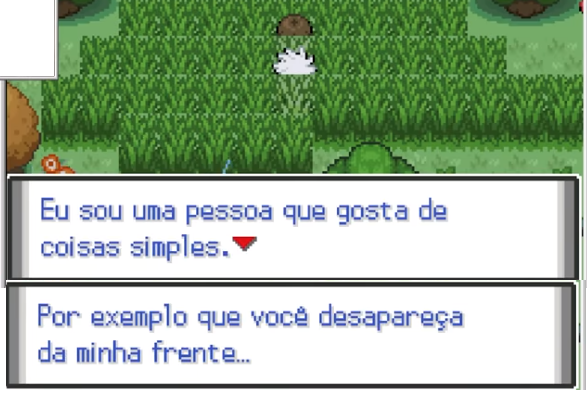 Eu sou uma pessoa que gosta de
coisas simples.
Por exemplo que você desapareça
da minha frente...